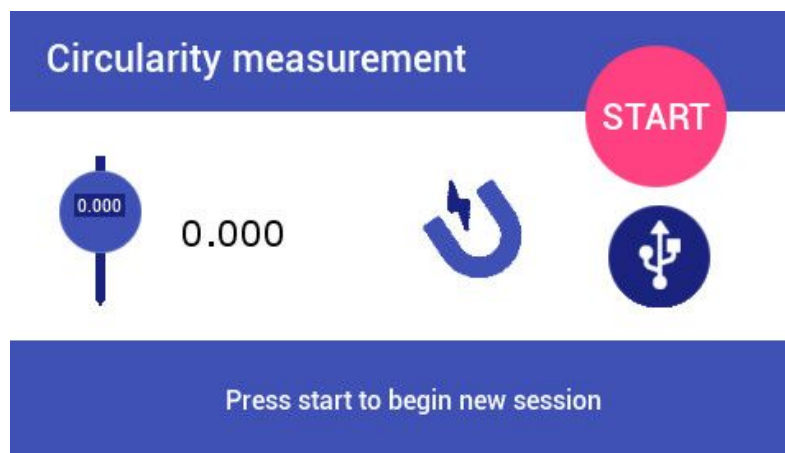 Circularity measurement
START
0.000
0.000
Press start to begin new session